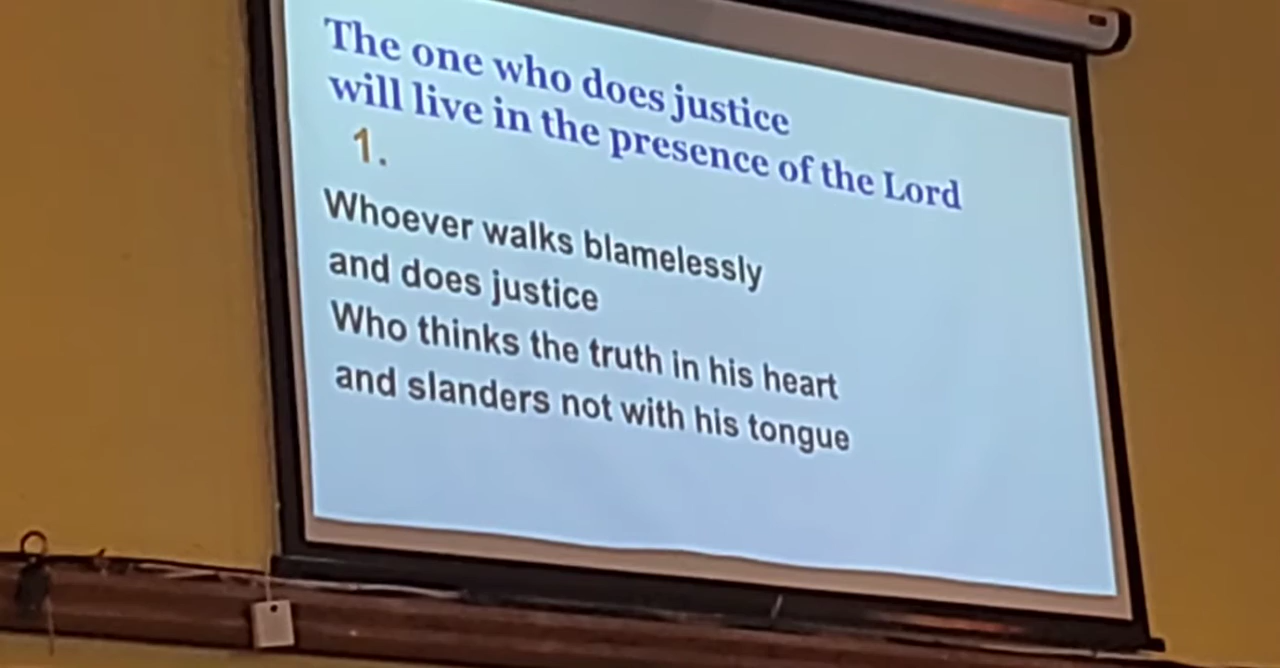 The one who does justice
will live in the presence of the Lord
1.
Whoever walks blamelessly
and does justice
Who thinks the truth in his heart
and slanders not with his tongue